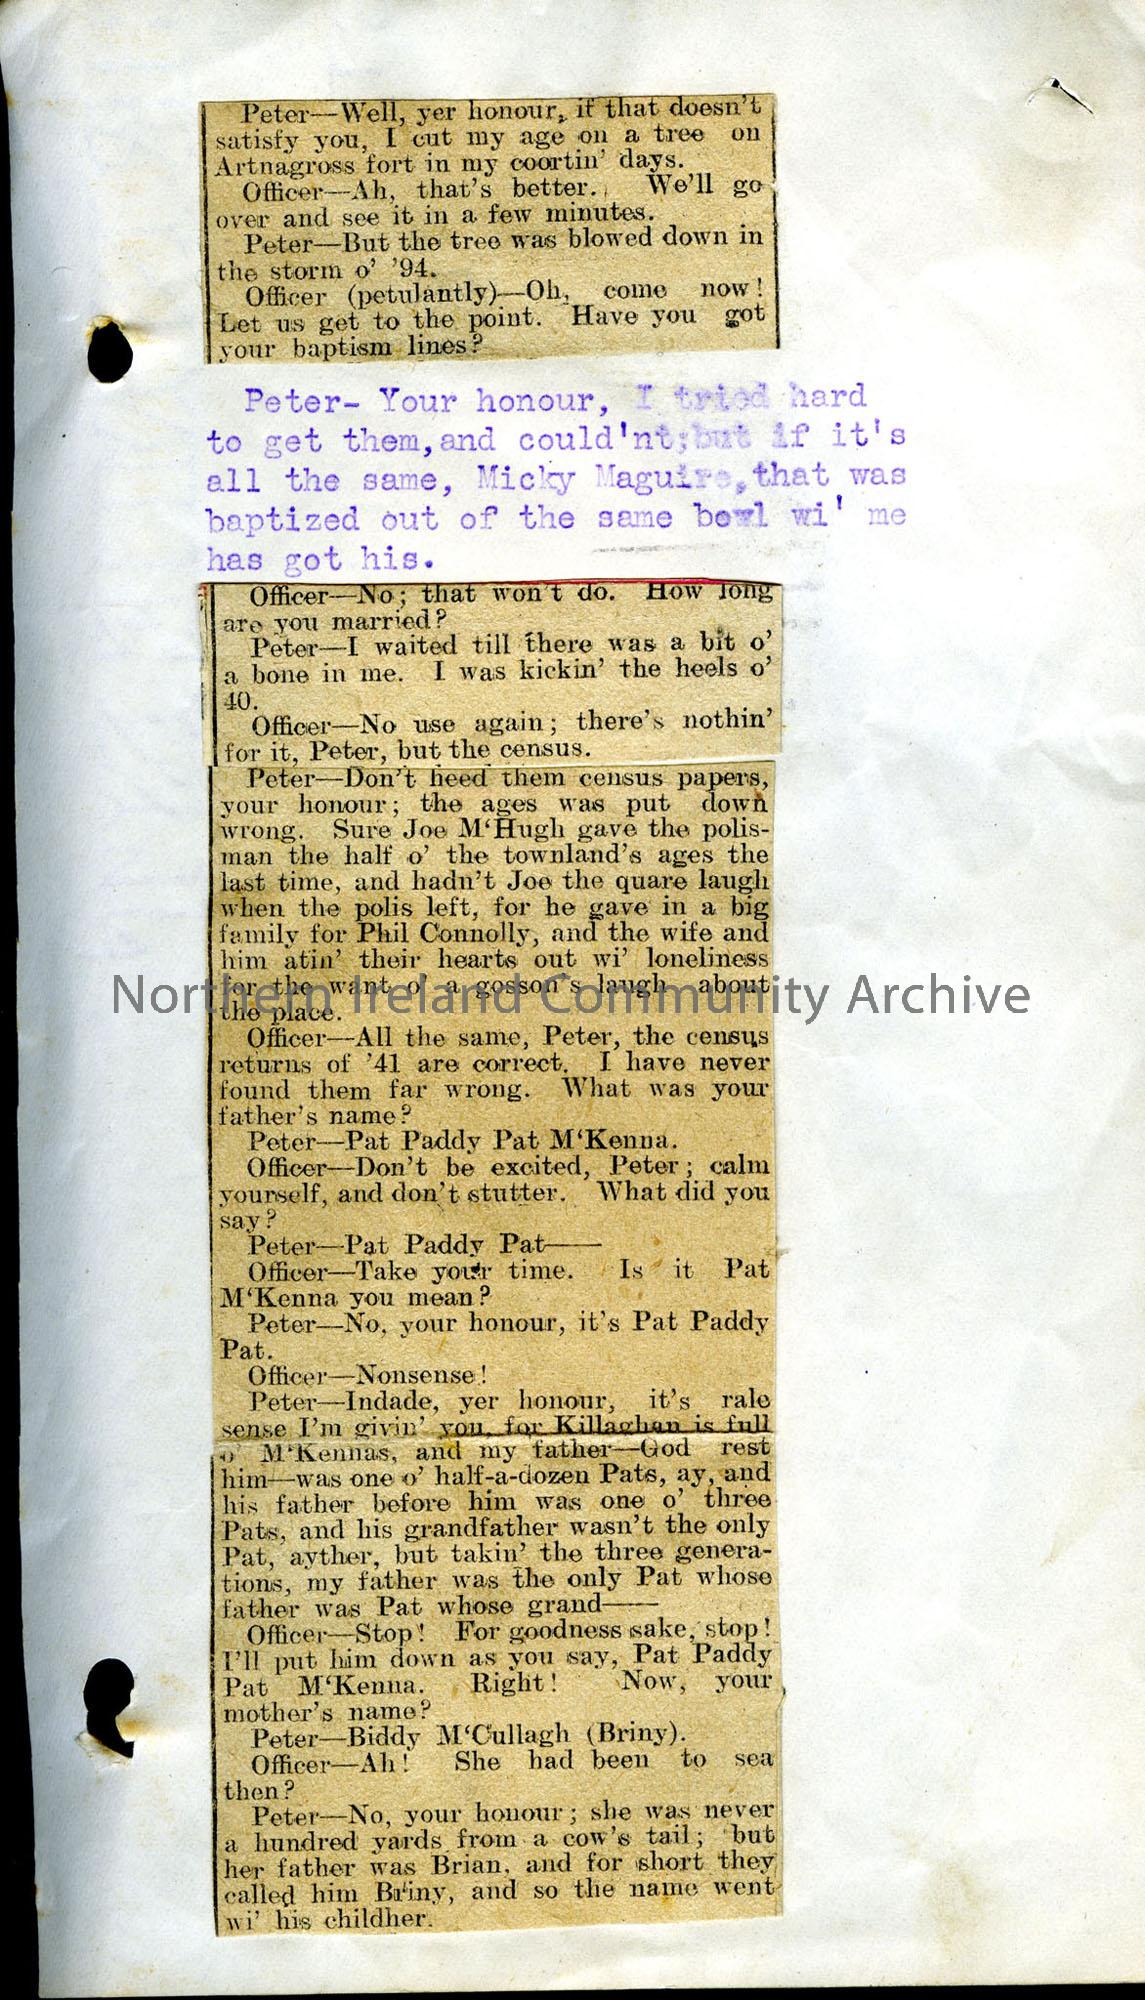 Peter—Well, yer honour, if that doesn't
satisfy you, I cut my age on a tree on
Artnagross fort in my coortin' days.
Officer—Ah, that's better. We'll go
over and see it in a few minutes.
Peter—But the tree was blowed down in
the storm o' '94.
Officer (petulantly)—Oh, come now!
Let us get to the point. Have you got
your baptism lines?
Peter- Your honour, I tried hard
to get them,and could'nt;but if it's
all the same, Micky Maguire,that was
baptized out of the same bowl wi' me
has got his.
Officer—No; that won't do. How long
are you married?
Peter—I waited till there was a bit o'
a bone in me. I was kickin' the heels o'
40.
Officer—No use again; there's nothin'
for it, Peter, but the census.
Peter—Don't heed them census papers,
your honour; the ages was put down
wrong. Sure Joe M'Hugh gave the polis-
man the half o' the townland's ages the
last time, and hadn't Joe the quare laugh
when the polis left, for he gave in a big
family for Phil Connolly, and the wife and
him atin' their hearts out wi' loneliness
for the want o' a gosson's laugh about
the place.
Northern Ireland Community Archive
Officer—All the same, Peter, the census
returns of '41 are correct. I have never
found them far wrong. What was your
father's name?
Peter—Pat Paddy Pat M'Kenna.
Officer—Don't be excited, Peter; calm
yourself, and don't stutter. What did you
say?
Peter—Pat Paddy Pat——
Officer—Take your time. Is it Pat
M'Kenna you mean?
Peter—No, your honour, it's Pat Paddy
Pat.
Officer—Nonsense!
Peter—Indade, yer honour, it's rale
sense I'm givin' you, for Killaghan is full
o' M'Kennas, and my father—God rest
him—was one o' half-a-dozen Pats, ay, and
his father before him was one o' three
Pats, and his grandfather wasn't the only
Pat, ayther, but takin' the three genera-
tions, my father was the only Pat whose
father was Pat whose grand——
Officer—Stop! For goodness sake, stop!
I'll put him down as you say, Pat Paddy
Pat M'Kenna. Right! Now, your
mother's name?
Peter—Biddy M'Cullagh (Briny).
Officer—Ah! She had been to sea
then?
Peter—No, your honour; she was never
a hundred yards from a cow's tail; but
her father was Brian, and for short they
called him Briny, and so the name went
wi' his childher.